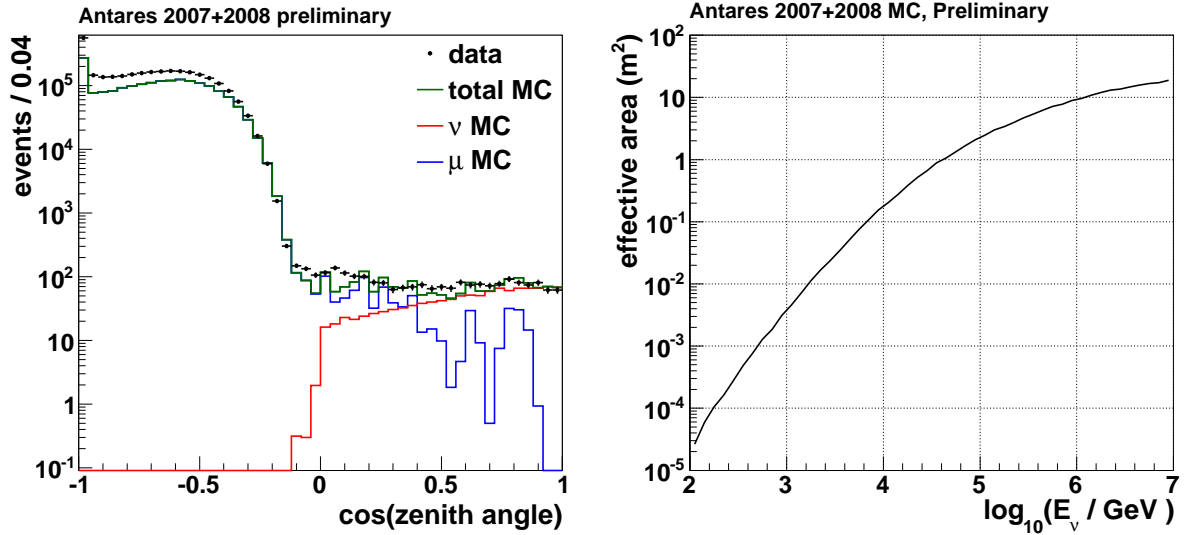 Antares 2007+2008 preliminary
events / 0.04
10^5
10^4
10^3
10^2
10
1
10^-1
-1
-0.5
0
0.5
1
cos(zenith angle)
data
total MC
ν MC
μ MC
Antares 2007+2008 MC, Preliminary
effective area (m^2)
10^2
10
1
10^-1
10^-2
10^-3
10^-4
10^-5
2
3
4
5
6
7
log_10(E_ν / GeV )